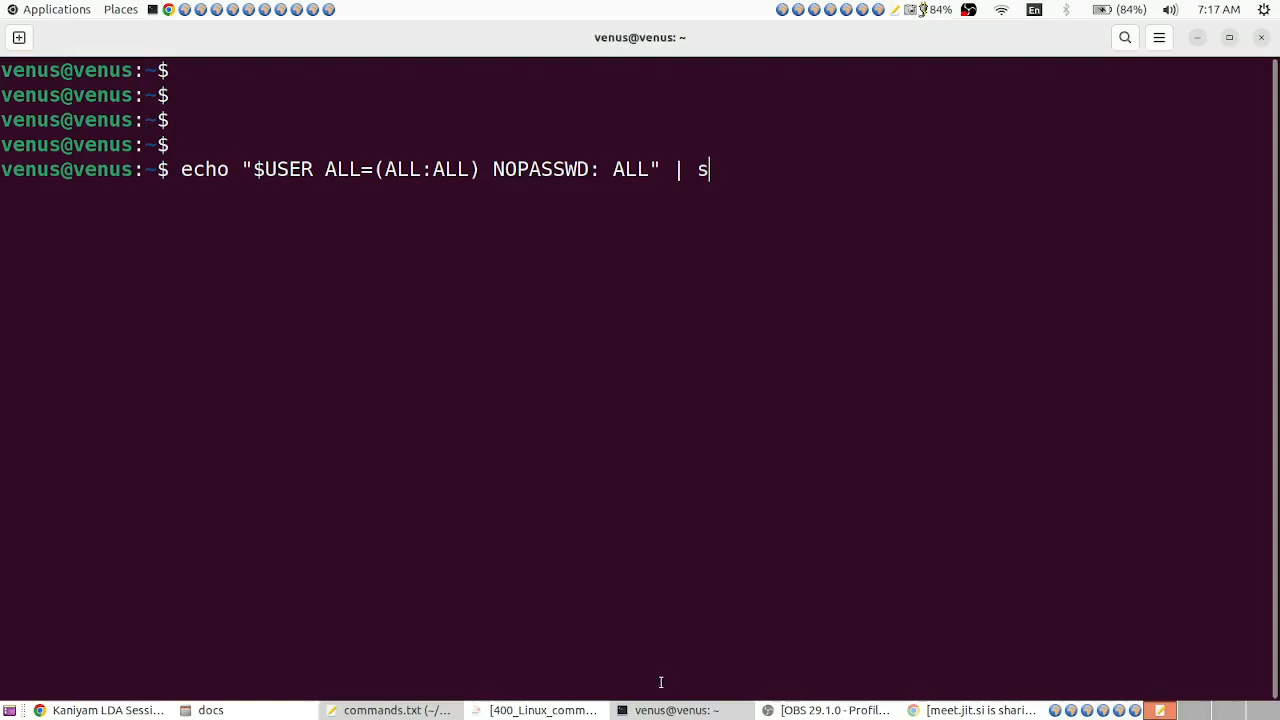 Applications Places 84% En (84%) 7:17 AM
venus@venus: ~
venus@venus:~$
venus@venus:~$
venus@venus:~$
venus@venus:~$
venus@venus:~$ echo "$USER ALL=(ALL:ALL) NOPASSWD: ALL" | s
Kaniyam LDA Sessi... docs commands.txt (~/... [400_Linux_comm... venus@venus: ~ [OBS 29.1.0 - Profil... [meet.jit.si is shari...